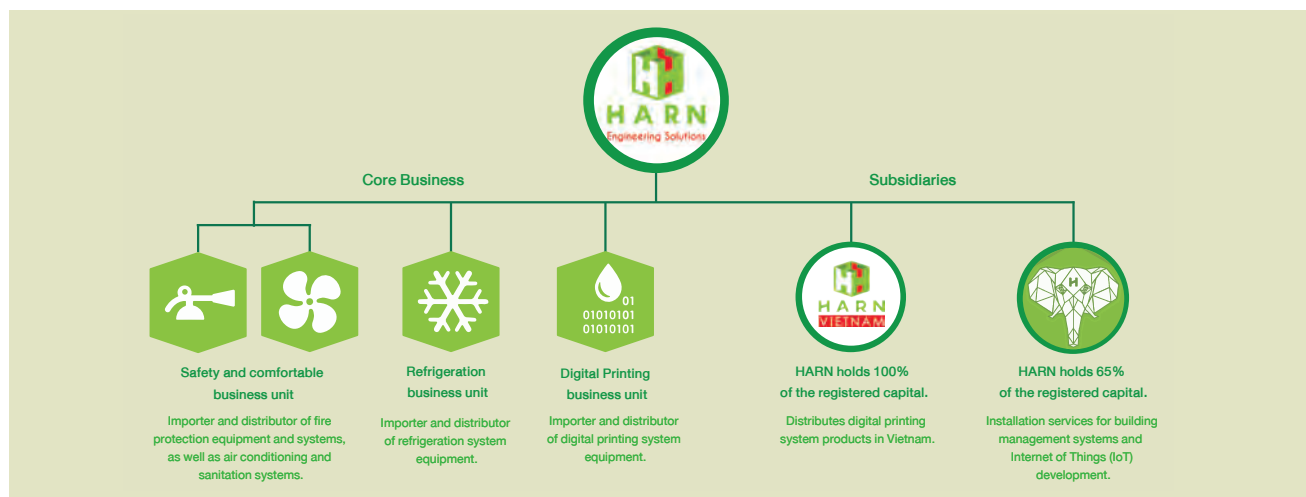 HARN
Engineering Solutions
Core Business
Subsidiaries
01
01010101
01010101
HARN
VIETNAM
H
Safety and comfortable
business unit
Importer and distributor of fire
protection equipment and systems,
as well as air conditioning and
sanitation systems.
Refrigeration
business unit
Importer and distributor
of refrigeration system
equipment.
Digital Printing
business unit
Importer and distributor
of digital printing system
equipment.
HARN holds 100%
of the registered capital.
Distributes digital printing
system products in Vietnam.
HARN holds 65%
of the registered capital.
Installation services for building
management systems and
Internet of Things (IoT)
development.